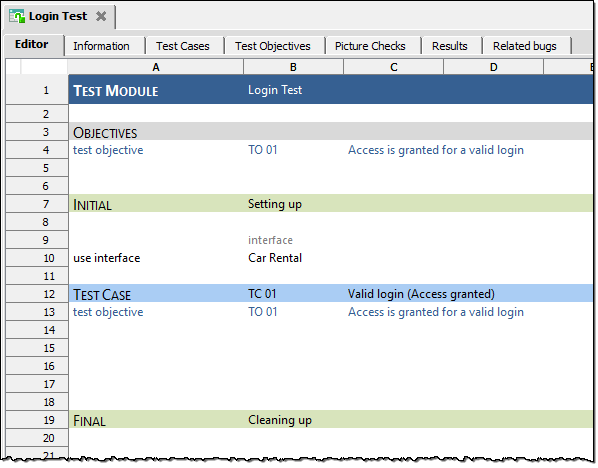 Login Test
Editor Information Test Cases Test Objectives Picture Checks Results Related bugs
A B C D E
1 TEST MODULE Login Test
2
3 OBJECTIVES
4 test objective TO 01 Access is granted for a valid login
5
6
7 INITIAL Setting up
8
9 interface
10 use interface Car Rental
11
12 TEST CASE TC 01 Valid login (Access granted)
13 test objective TO 01 Access is granted for a valid login
14
15
16
17
18
19 FINAL Cleaning up
20
21